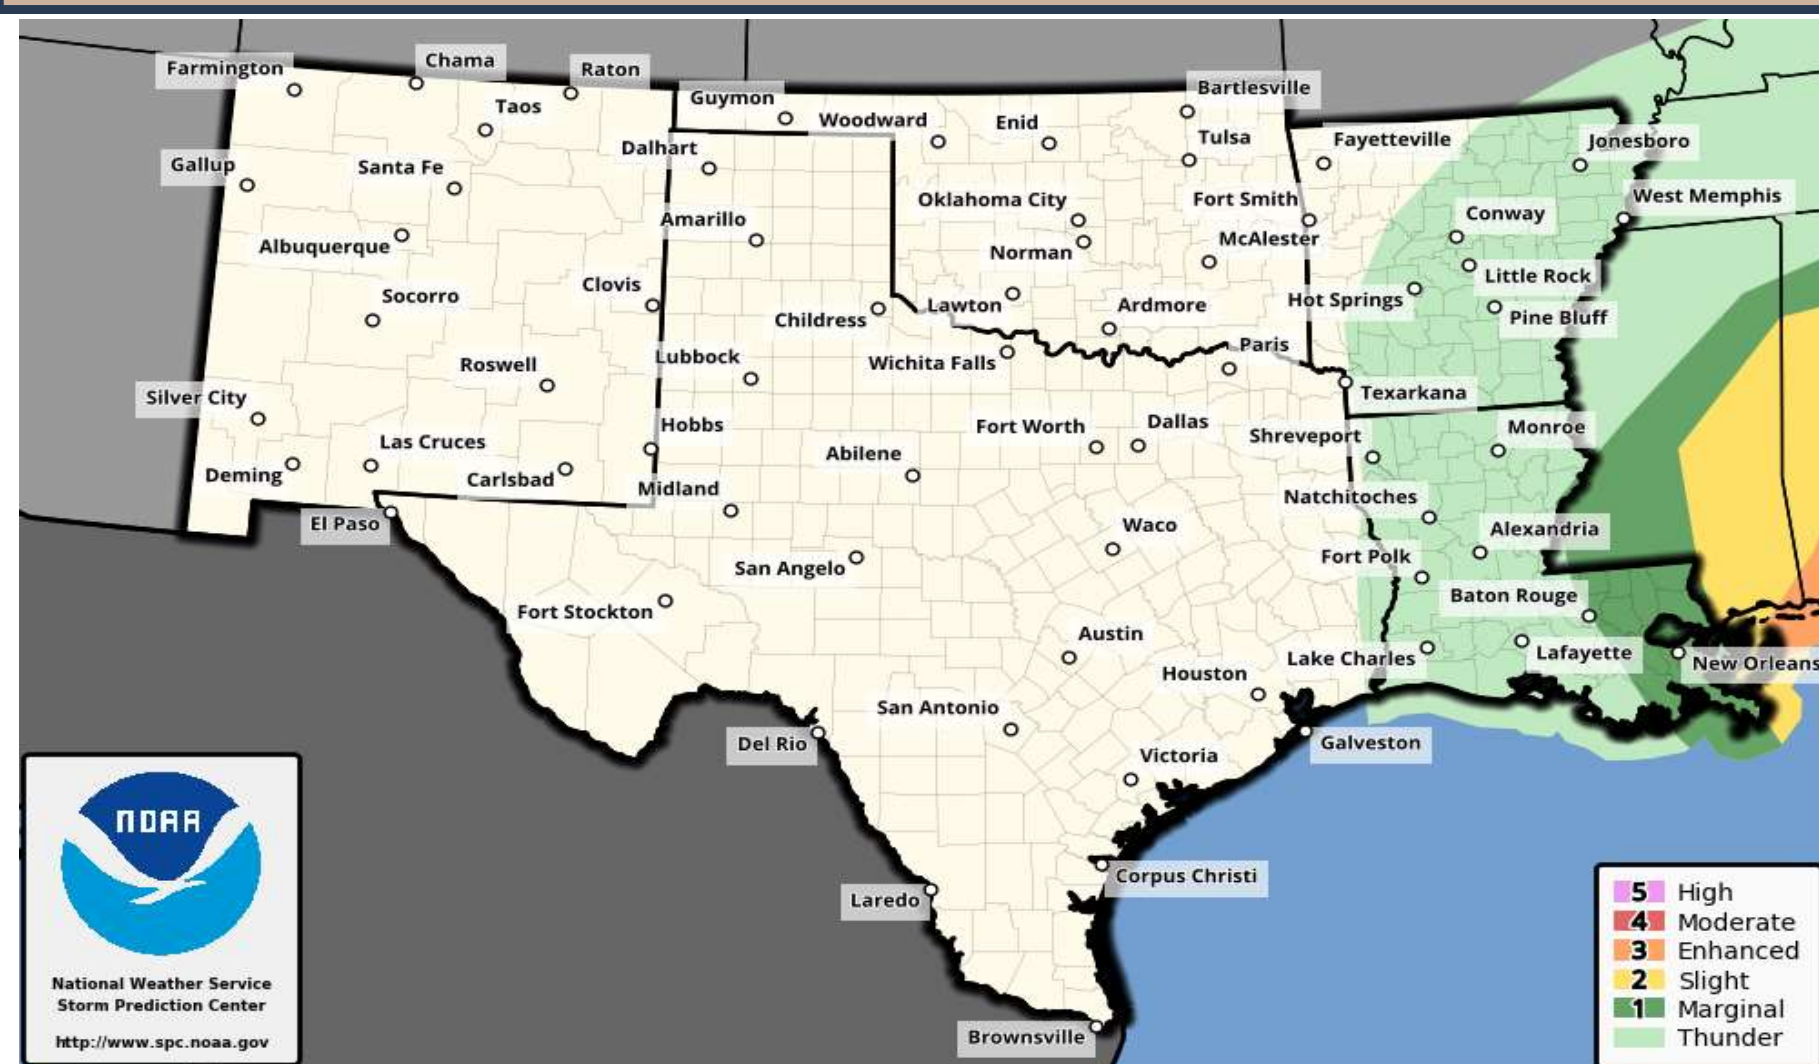 Farmington
Chama
Raton
Guymon
Bartlesville
Taos
Woodward
Enid
Tulsa
Fayetteville
Jonesboro
Dalhart
Gallup
Santa Fe
Oklahoma City
Fort Smith
West Memphis
Amarillo
Conway
Albuquerque
Norman
McAlester
Clovis
Little Rock
Socorro
Lawton
Ardmore
Hot Springs
Childress
Pine Bluff
Lubbock
Wichita Falls
Paris
Roswell
Silver City
Texarkana
Hobbs
Fort Worth
Dallas
Shreveport
Monroe
Las Cruces
Abilene
Deming
Carlsbad
Midland
Natchitoches
El Paso
Waco
Alexandria
San Angelo
Fort Polk
Baton Rouge
Fort Stockton
Austin
Lake Charles
Lafayette
New Orleans
Houston
San Antonio
Del Rio
Galveston
Victoria
Corpus Christi
Laredo
Brownsville
NOAA
National Weather Service
Storm Prediction Center
http://www.spc.noaa.gov
5 High
4 Moderate
3 Enhanced
2 Slight
1 Marginal
Thunder